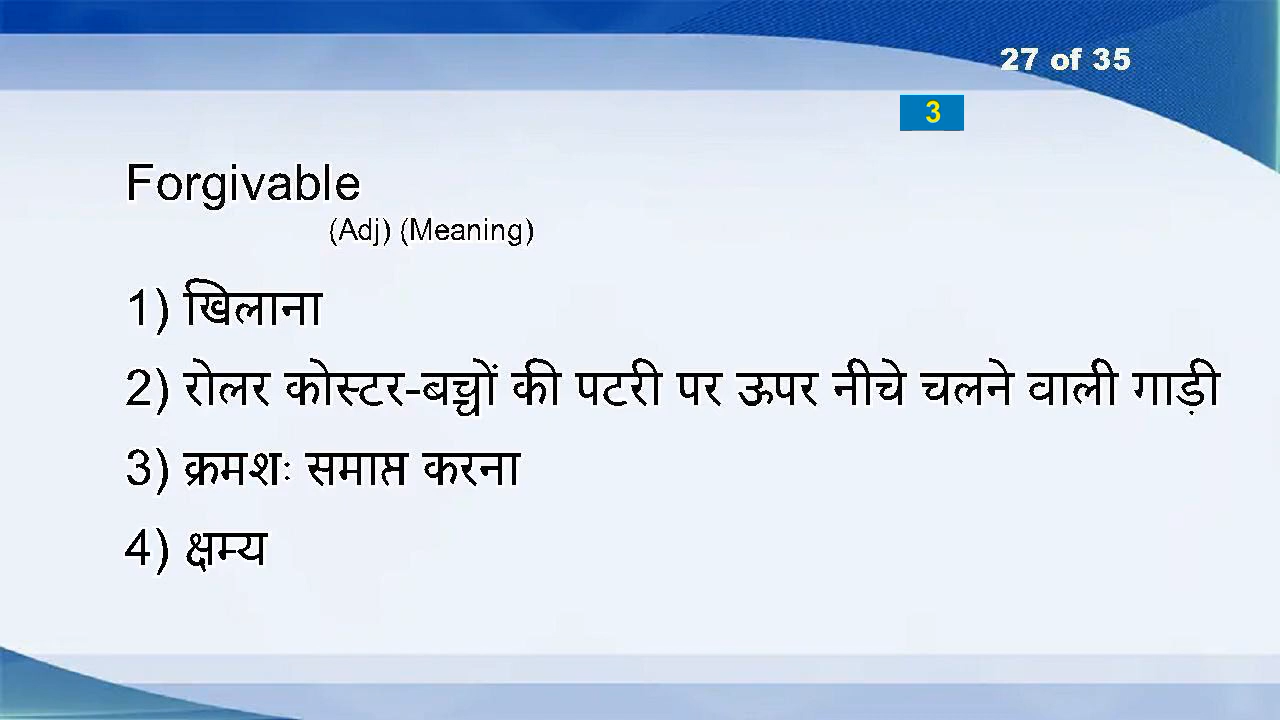 27 of 35
3
Forgivable
(Adj) (Meaning)
1) खिलाना
2) रोलर कोस्टर-बच्चों की पटरी पर ऊपर नीचे चलने वाली गाड़ी
3) क्रमशः समाप्त करना
4) क्षम्य